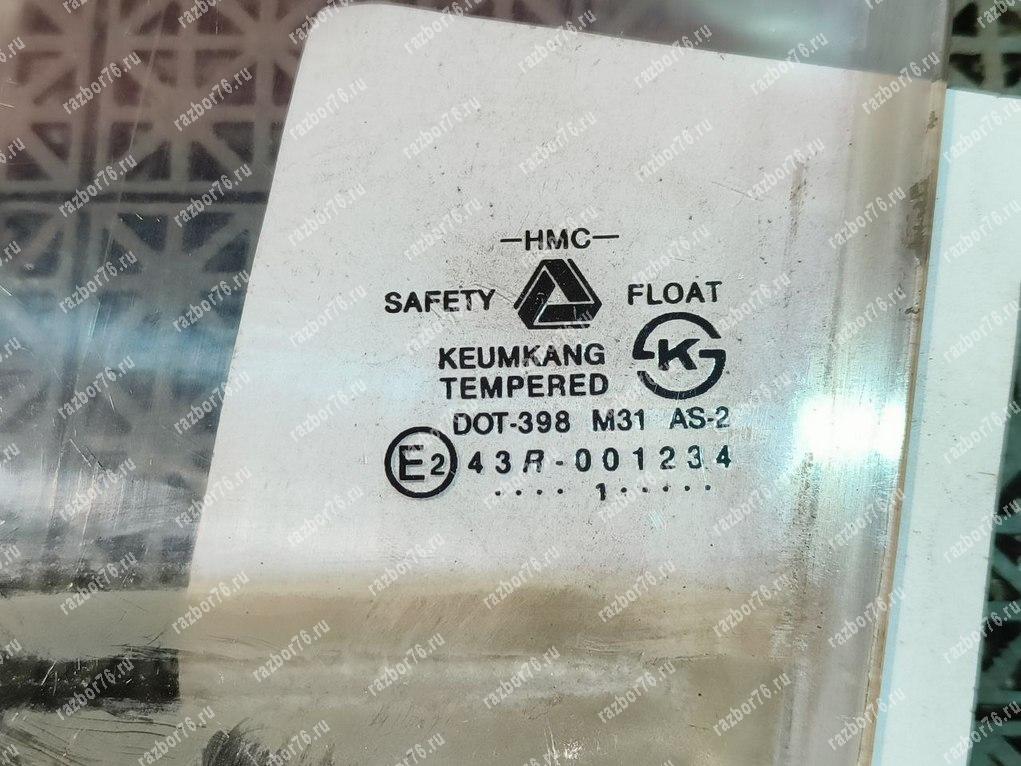 —HMC—
SAFETY FLOAT
KEUMKANG
TEMPERED
K
DOT-398 M31 AS-2
E2 43R-001234
.... 1.....
razbor76.ru